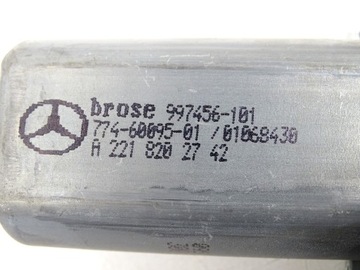 brose 997456-101
774-60095-01 / 01068430
A 221 820 27 42